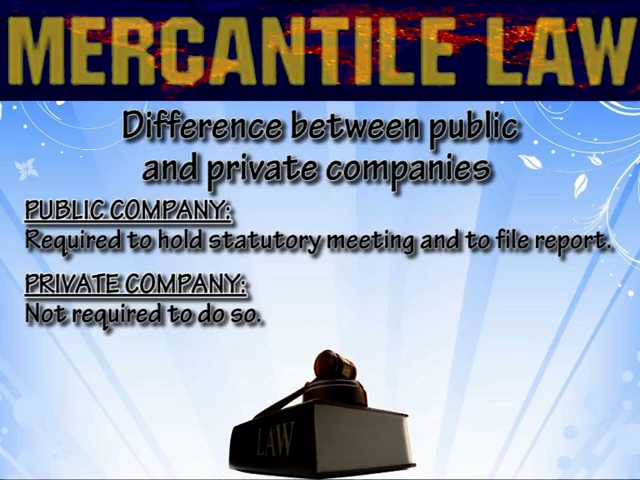 MERCANTILE LAW
Difference between public
and private companies
PUBLIC COMPANY:
Required to hold statutory meeting and to file report.
PRIVATE COMPANY:
Not required to do so.
LAW